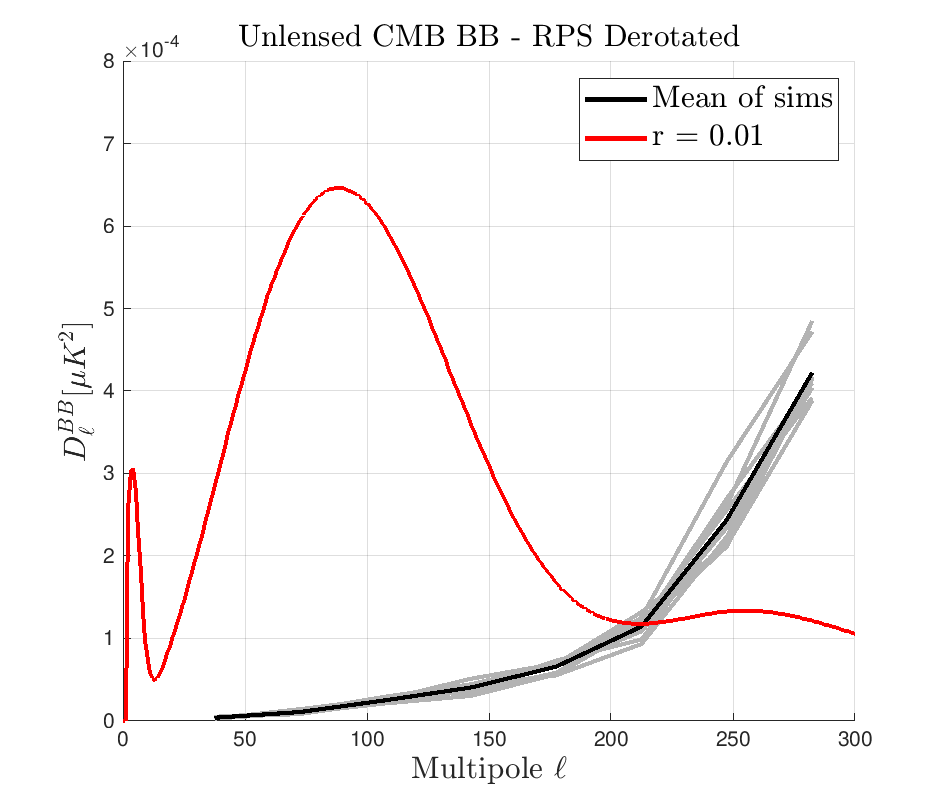 Unlensed CMB BB - RPS Derotated
×10⁻⁴
8
7
6
5
4
3
2
1
0
D_ℓ^{BB}[μK²]
Mean of sims
r = 0.01
0 50 100 150 200 250 300
Multipole ℓ